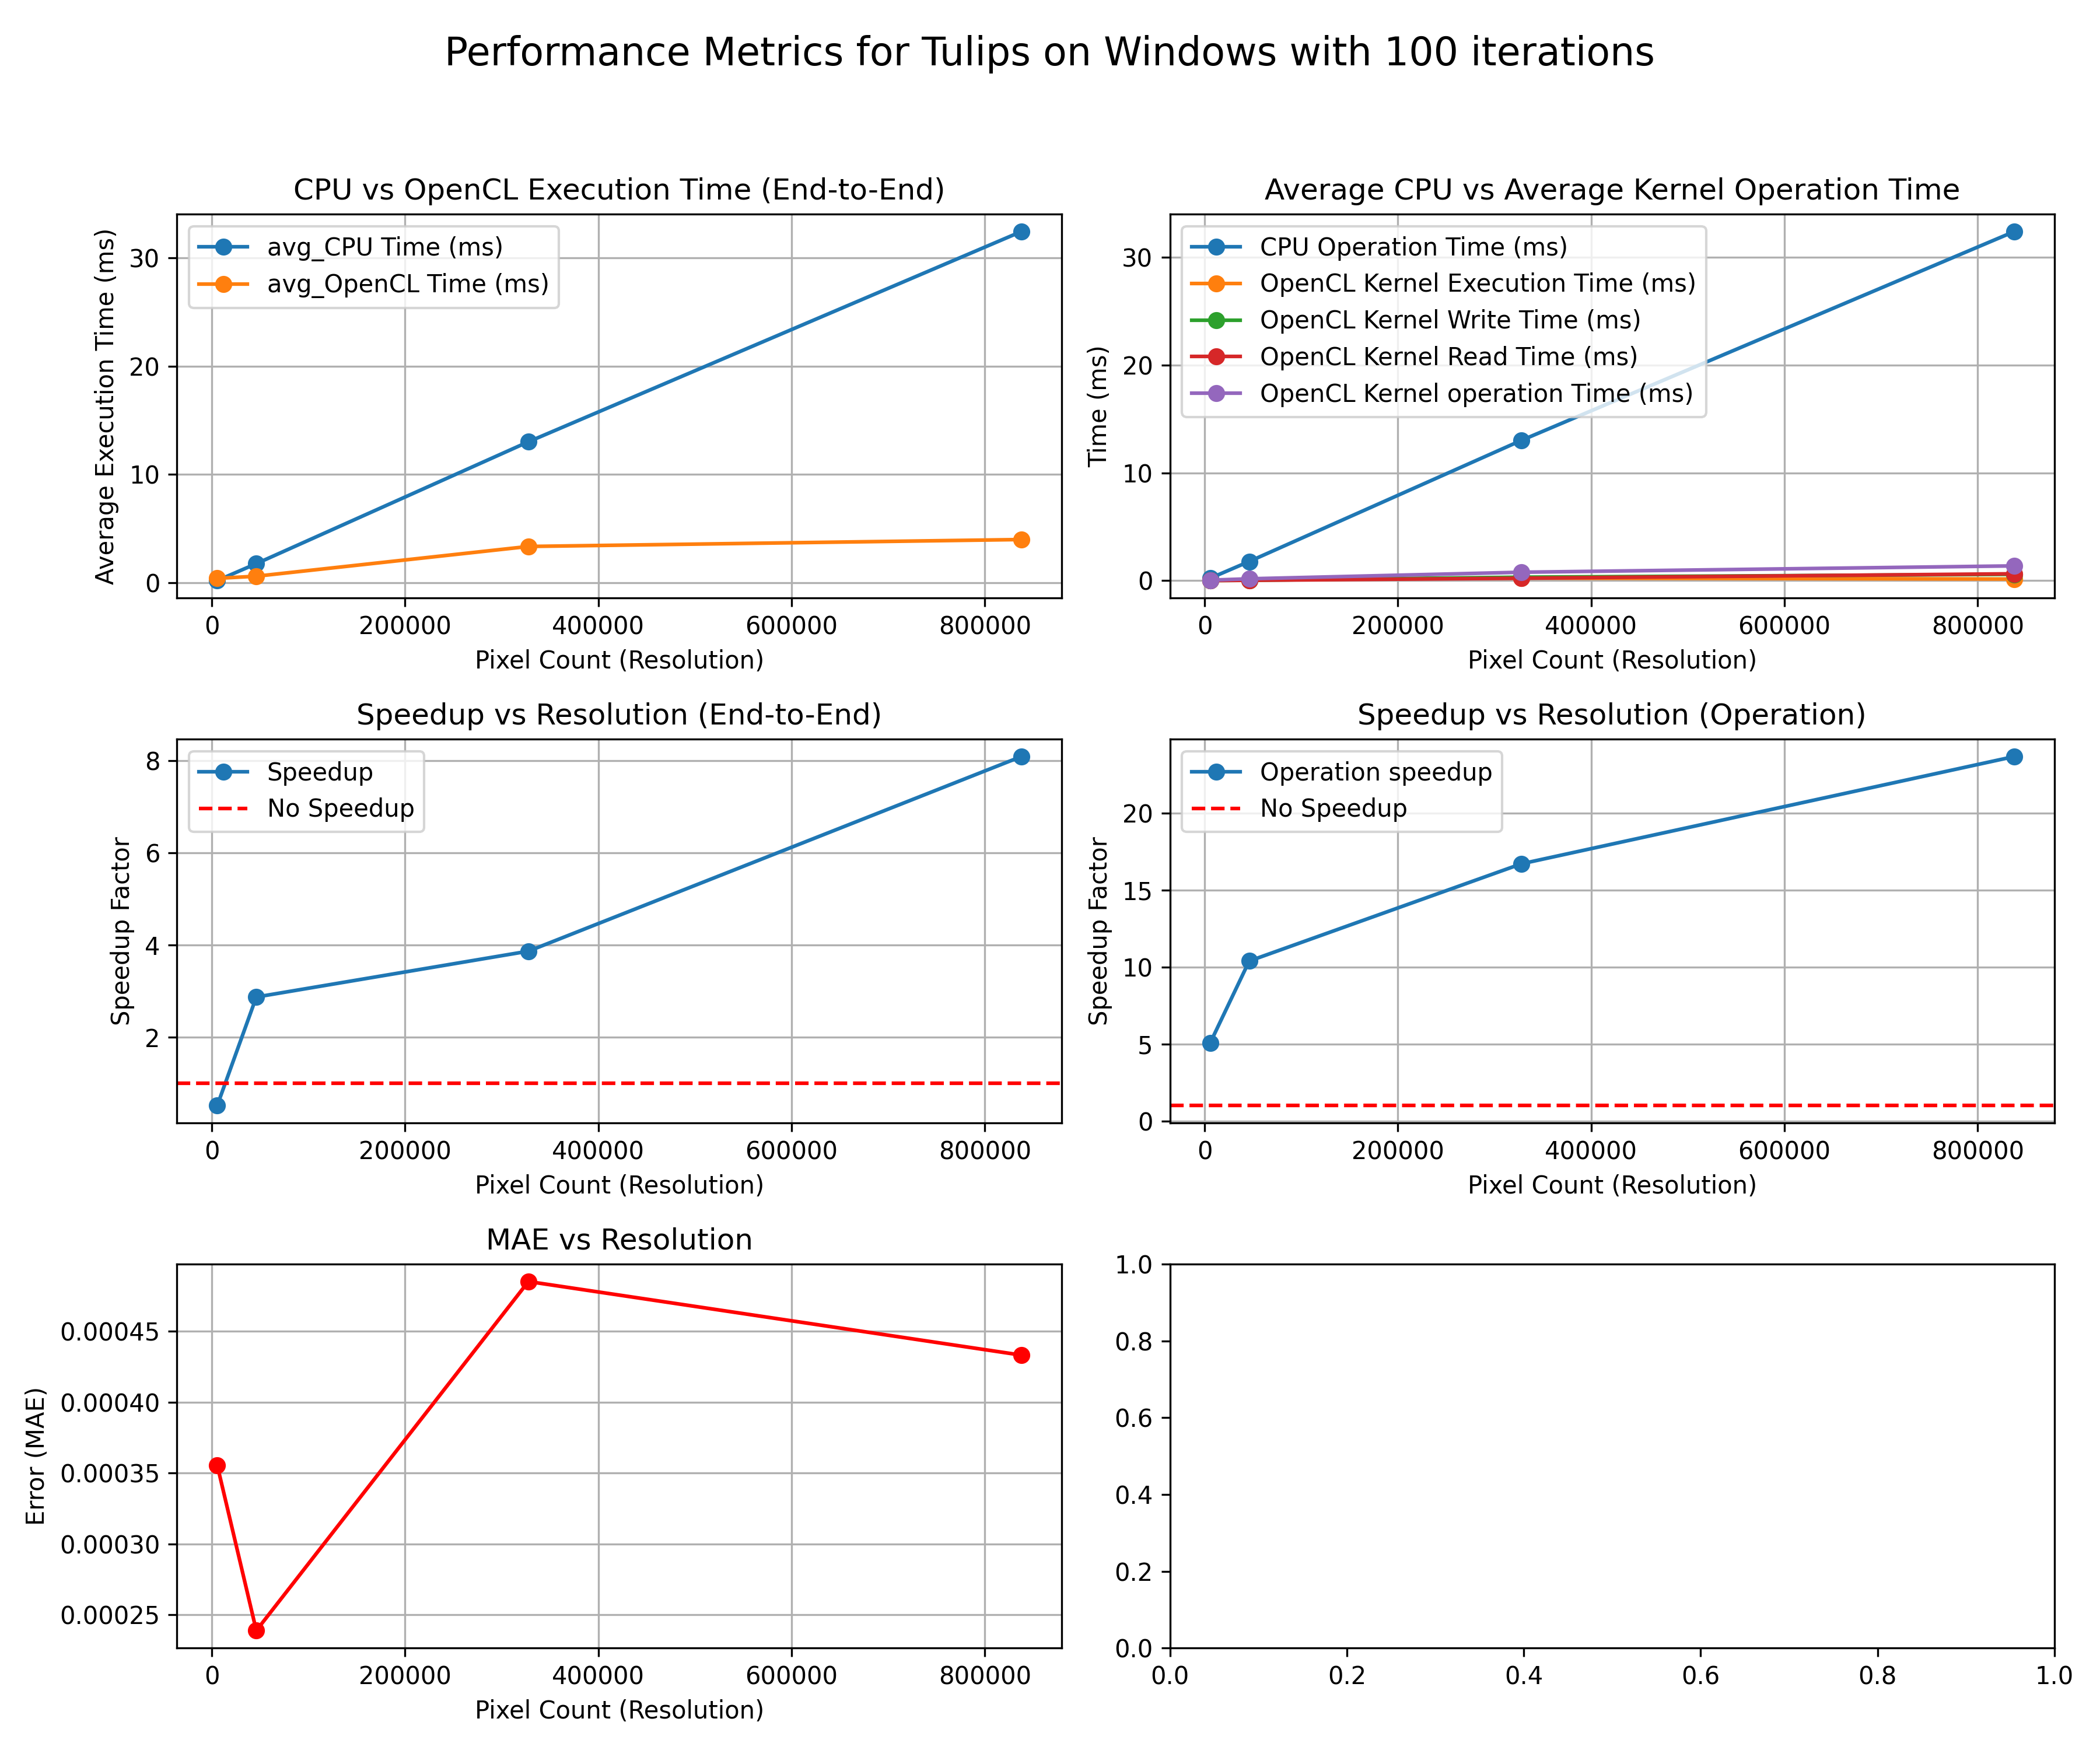 Performance Metrics for Tulips on Windows with 100 iterations
CPU vs OpenCL Execution Time (End-to-End)
Average Execution Time (ms)
30
20
10
0
avg_CPU Time (ms)
avg_OpenCL Time (ms)
0 200000 400000 600000 800000
Pixel Count (Resolution)
Average CPU vs Average Kernel Operation Time
Time (ms)
30
20
10
0
CPU Operation Time (ms)
OpenCL Kernel Execution Time (ms)
OpenCL Kernel Write Time (ms)
OpenCL Kernel Read Time (ms)
OpenCL Kernel operation Time (ms)
0 200000 400000 600000 800000
Pixel Count (Resolution)
Speedup vs Resolution (End-to-End)
Speedup Factor
8
6
4
2
Speedup
No Speedup
0 200000 400000 600000 800000
Pixel Count (Resolution)
Speedup vs Resolution (Operation)
Speedup Factor
20
15
10
5
0
Operation speedup
No Speedup
0 200000 400000 600000 800000
Pixel Count (Resolution)
MAE vs Resolution
Error (MAE)
0.00045
0.00040
0.00035
0.00030
0.00025
0 200000 400000 600000 800000
Pixel Count (Resolution)
1.0
0.8
0.6
0.4
0.2
0.0
0.0 0.2 0.4 0.6 0.8 1.0